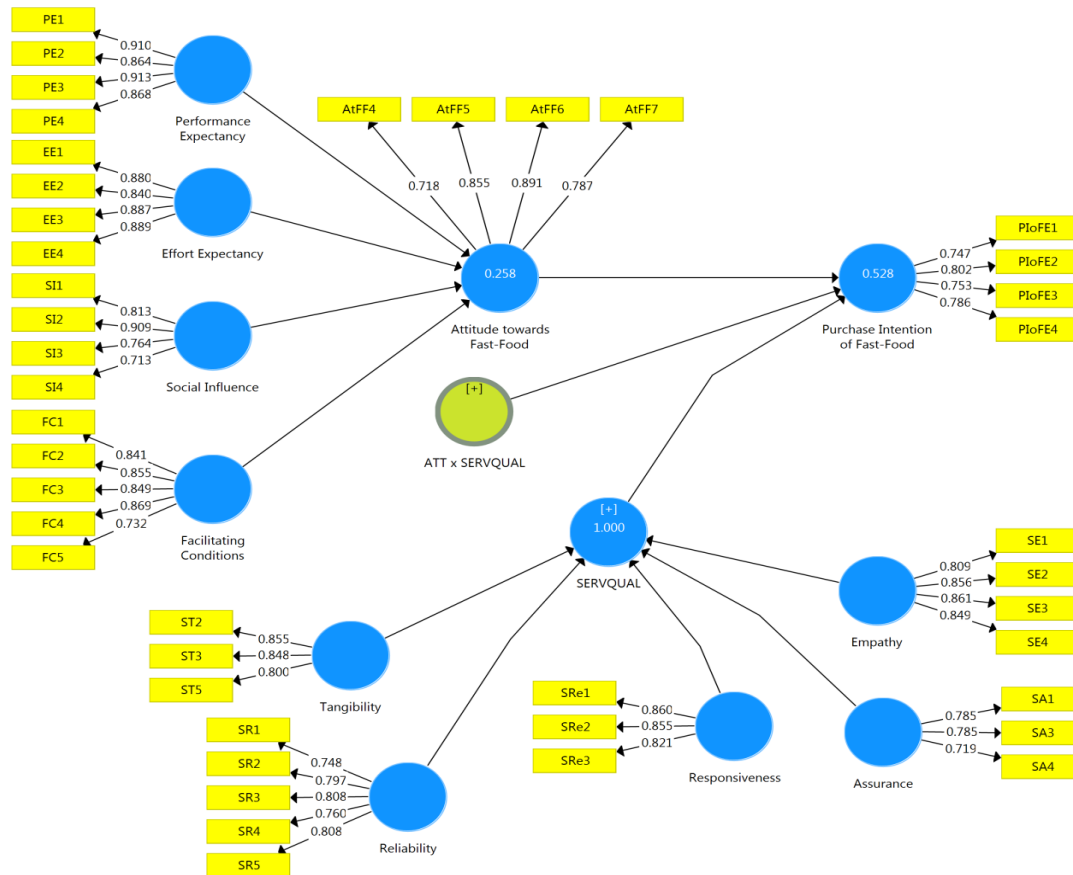 PE1
PE2
PE3
PE4
0.910
0.864
0.913
0.868
Performance
Expectancy
EE1
EE2
EE3
EE4
0.880
0.840
0.887
0.889
Effort Expectancy
SI1
SI2
SI3
SI4
0.813
0.909
0.764
0.713
Social Influence
FC1
FC2
FC3
FC4
FC5
0.841
0.855
0.849
0.869
0.732
Facilitating
Conditions
AtFF4
AtFF5
AtFF6
AtFF7
0.718
0.855
0.891
0.787
0.258
Attitude towards
Fast-Food
0.528
Purchase Intention
of Fast-Food
PIoFE1
PIoFE2
PIoFE3
PIoFE4
0.747
0.802
0.753
0.786
[+]
ATT x SERVQUAL
[+]
1.000
SERVQUAL
ST2
ST3
ST5
0.855
0.848
0.800
Tangibility
SR1
SR2
SR3
SR4
SR5
0.748
0.797
0.808
0.760
0.808
Reliability
SRe1
SRe2
SRe3
0.860
0.855
0.821
Responsiveness
SA1
SA3
SA4
0.785
0.785
0.719
Assurance
SE1
SE2
SE3
SE4
0.809
0.856
0.861
0.849
Empathy